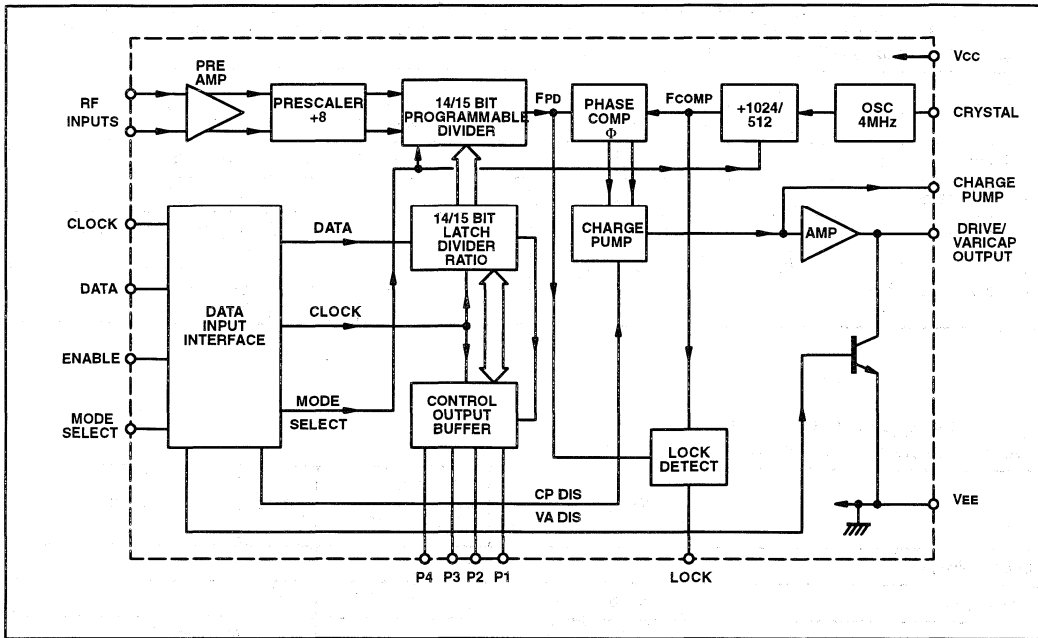 PRE
AMP
RF
INPUTS
PRESCALER
+8
14/15 BIT
PROGRAMMABLE
DIVIDER
FPD
PHASE
COMP
Φ
FCOMP
+1024/
512
OSC
4MHz
VCC
CRYSTAL
CHARGE
PUMP
DRIVE/
VARICAP
OUTPUT
CLOCK
DATA
ENABLE
MODE
SELECT
DATA
INPUT
INTERFACE
DATA
14/15 BIT
LATCH
DIVIDER
RATIO
CHARGE
PUMP
AMP
CLOCK
MODE
SELECT
CONTROL
OUTPUT
BUFFER
LOCK
DETECT
CP DIS
VA DIS
VEE
P4 P3 P2 P1
LOCK